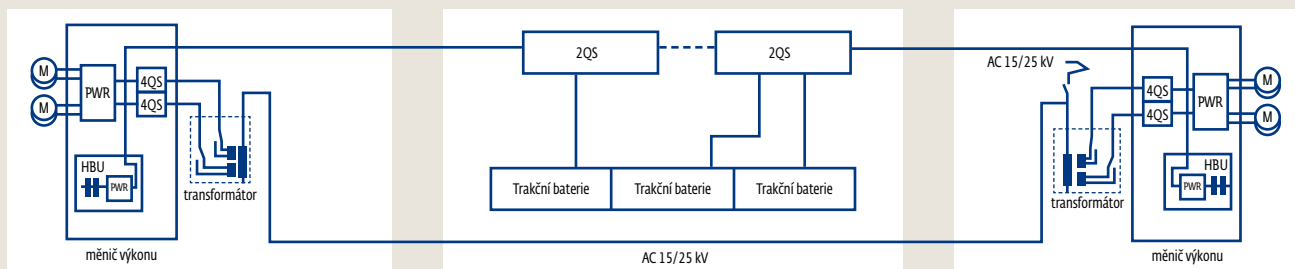 M
M
PWR
4QS
4QS
HBU
PWR
transformátor
měnič výkonu
2QS
2QS
Trakční baterie
Trakční baterie
Trakční baterie
AC 15/25 kV
AC 15/25 kV
4QS
4QS
PWR
M
M
HBU
PWR
transformátor
měnič výkonu